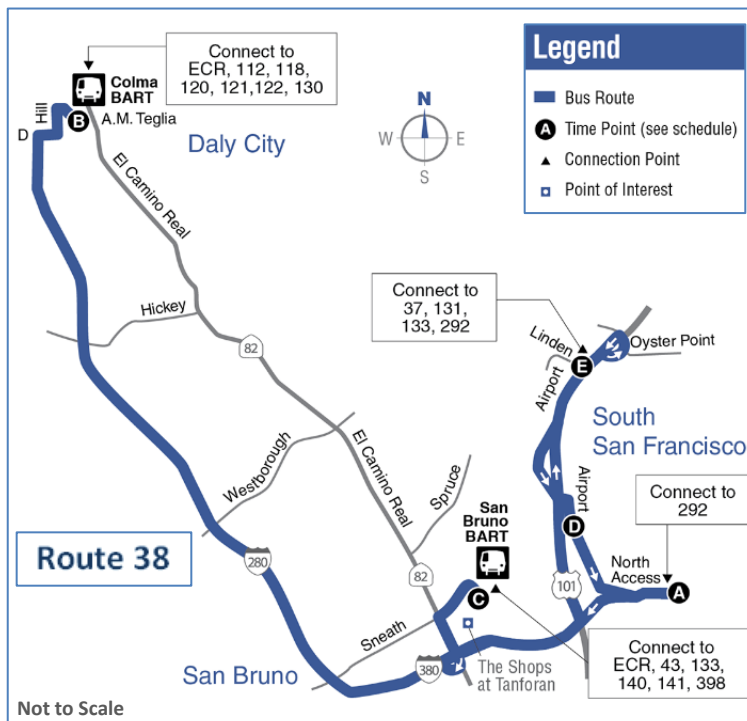 Connect to
ECR, 112, 118,
120, 121,122, 130
Colma
BART
Hill
B
A.M. Teglia
D
Daly City
N
W
E
S
Legend
Bus Route
A
Time Point (see schedule)
Connection Point
Point of Interest
El Camino Real
Hickey
82
Connect to
37, 131,
133, 292
Linden
Oyster Point
E
Airport
South
San Francisco
Westborough
El Camino Real
Spruce
San
Bruno
BART
Airport
Connect to
292
D
Route 38
280
82
101
North
Access
A
C
Sneath
San Bruno
380
The Shops
at Tanforan
Connect to
ECR, 43, 133,
140, 141, 398
Not to Scale